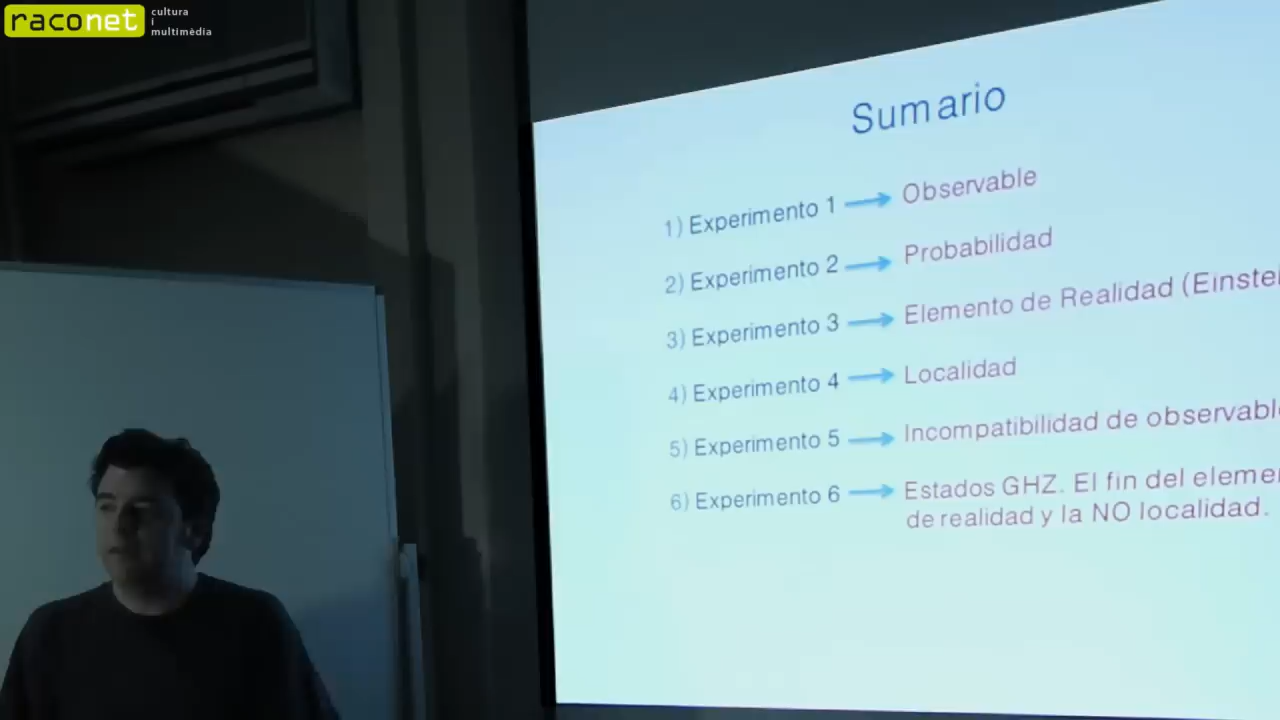 raconet
cultura
i
multimèdia
Sumario
1) Experimento 1 → Observable
2) Experimento 2 → Probabilidad
3) Experimento 3 → Elemento de Realidad
4) Experimento 4 → Localidad
5) Experimento 5 → Incompatibilidad de
6) Experimento 6 → Estados GHZ. El fin del
de realidad y la NO localidad.